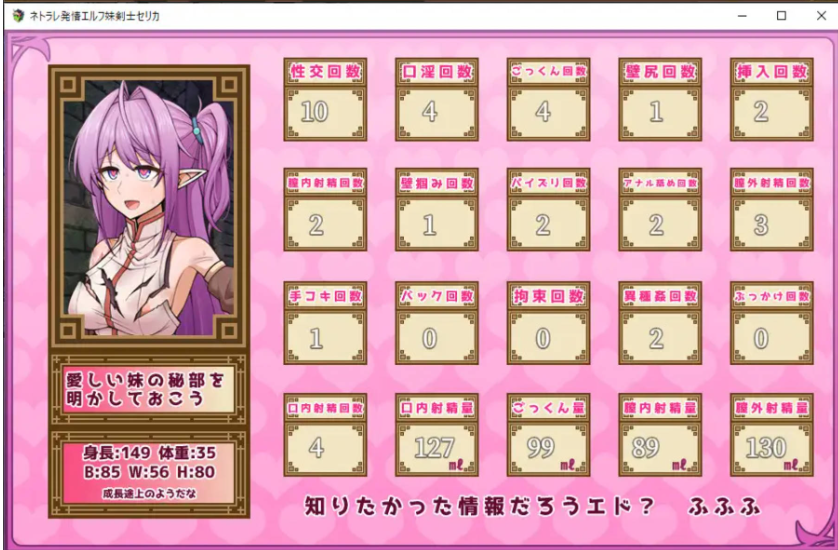 ネトラレ発情エルフ妹剣士セリカ
性交回数 口淫回数 ごっくん回数 壁尻回数 挿入回数
10 4 4 1 2
膣内射精回数 壁掴み回数 パイズリ回数 アナル舐め回数 膣外射精回数
2 1 2 2 3
手コキ回数 バック回数 拘束回数 異種姦回数 ぶっかけ回数
1 0 0 2 0
口内射精回数 口内射精量 ごっくん量 膣内射精量 膣外射精量
4 127㎖ 99㎖ 89㎖ 130㎖
愛しい妹の秘部を
明かしておこう
身長:149 体重:35
B:85 W:56 H:80
成長途上のようだな
知りたかった情報だろうエド？ ふふふ